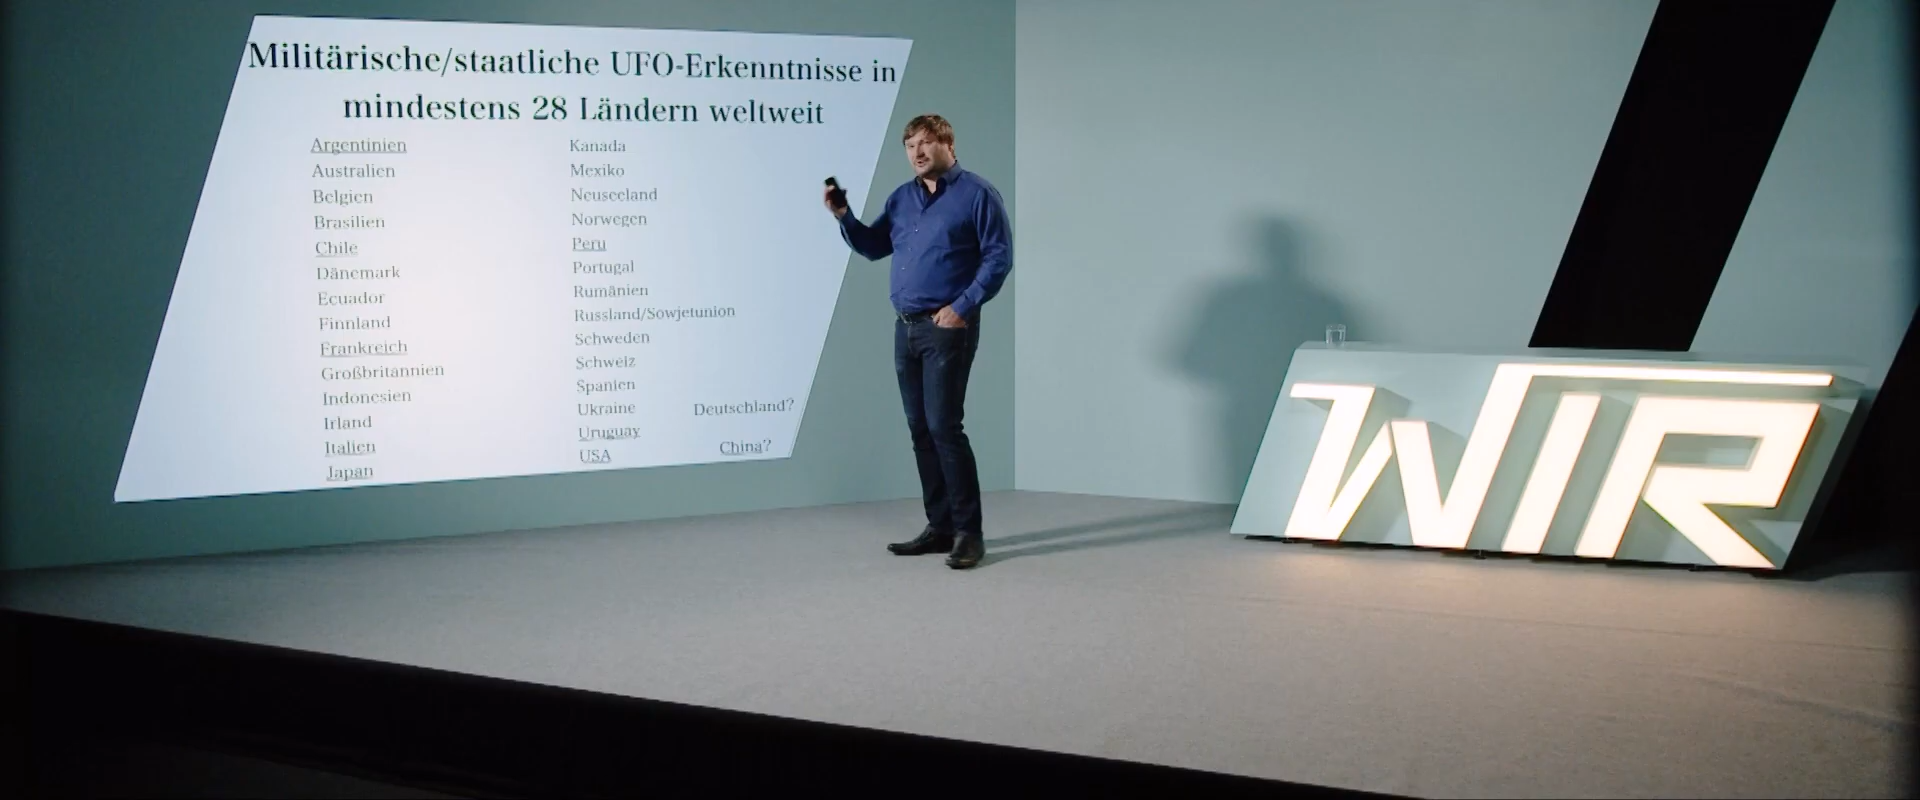 Militärische/staatliche UFO-Erkenntnisse in
mindestens 28 Ländern weltweit
Argentinien
Australien
Belgien
Brasilien
Chile
Dänemark
Ecuador
Finnland
Frankreich
Großbritannien
Indonesien
Irland
Italien
Japan
Kanada
Mexiko
Neuseeland
Norwegen
Peru
Portugal
Rumänien
Russland/Sowjetunion
Schweden
Schweiz
Spanien
Ukraine
Uruguay
USA
Deutschland?
China?
WIR